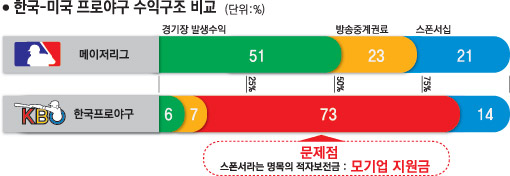 • 한국-미국 프로야구 수익구조 비교 (단위:%)
경기장 발생수익 방송중계권료 스폰서십
메이저리그 51 23 21
25% 50% 75%
KBO 한국프로야구 6 7 73 14
문제점
스폰서라는 명목의 적자보전금 : 모기업 지원금